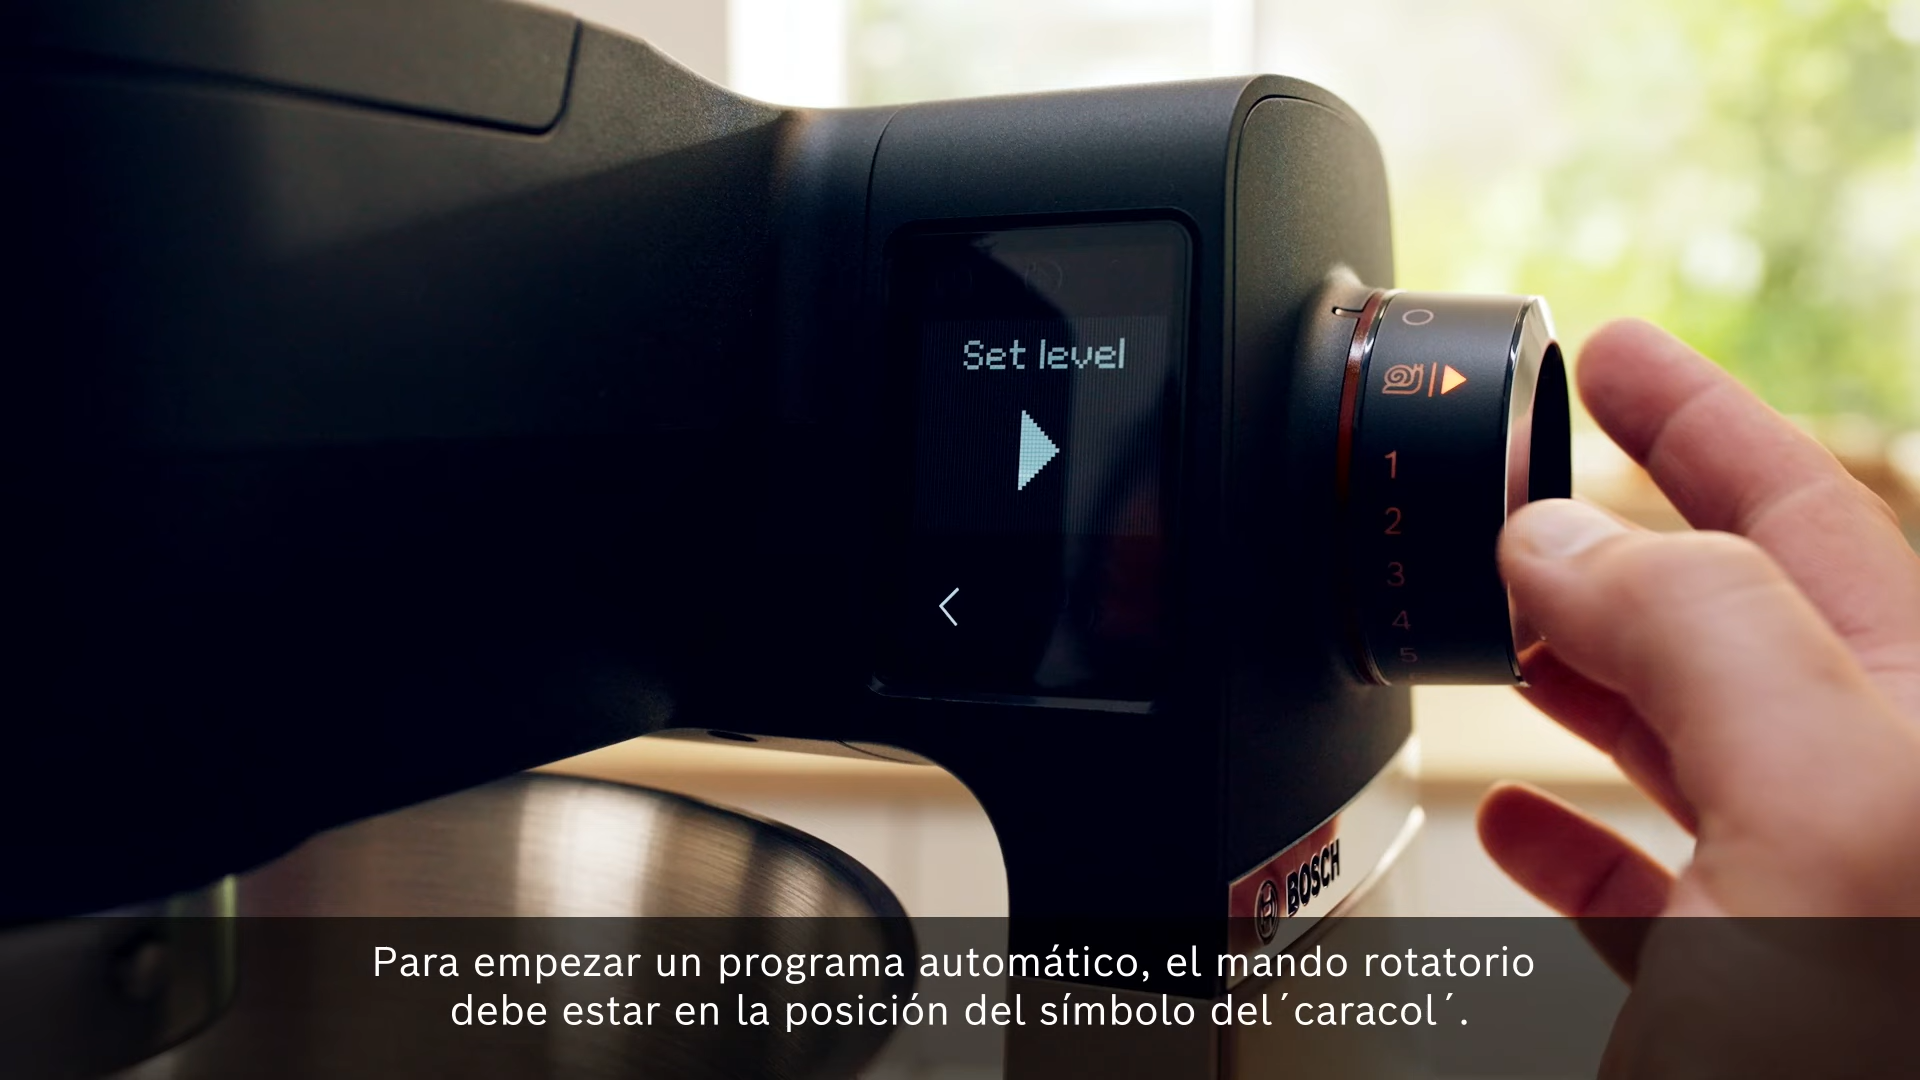 Set level
1
2
3
4
5
BOSCH
Para empezar un programa automático, el mando rotatorio
debe estar en la posición del símbolo del´caracol´.